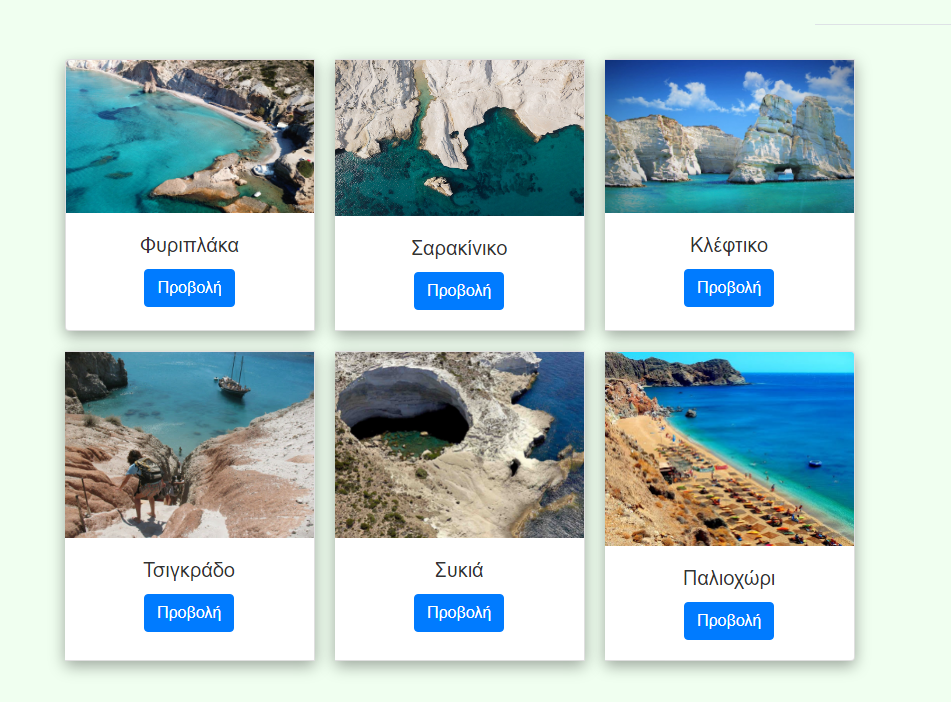 Φυριπλάκα
Προβολή
Σαρακίνικο
Προβολή
Κλέφτικο
Προβολή
Τσιγκράδο
Προβολή
Συκιά
Προβολή
Παλιοχώρι
Προβολή